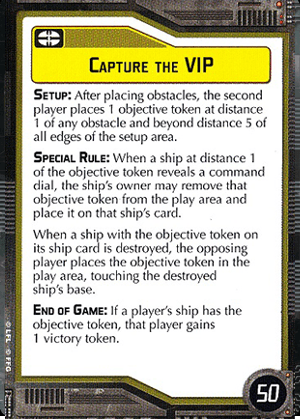 CAPTURE THE VIP
SETUP: After placing obstacles, the second
player places 1 objective token at distance
1 of any obstacle and beyond distance 5 of
all edges of the setup area.
SPECIAL RULE: When a ship at distance 1
of the objective token reveals a command
dial, the ship's owner may remove that
objective token from the play area and
place it on that ship's card.
When a ship with the objective token on
its ship card is destroyed, the opposing
player places the objective token in the
play area, touching the destroyed
ship's base.
END OF GAME: If a player's ship has the
objective token, that player gains
1 victory token.
© LFL © FFG
50